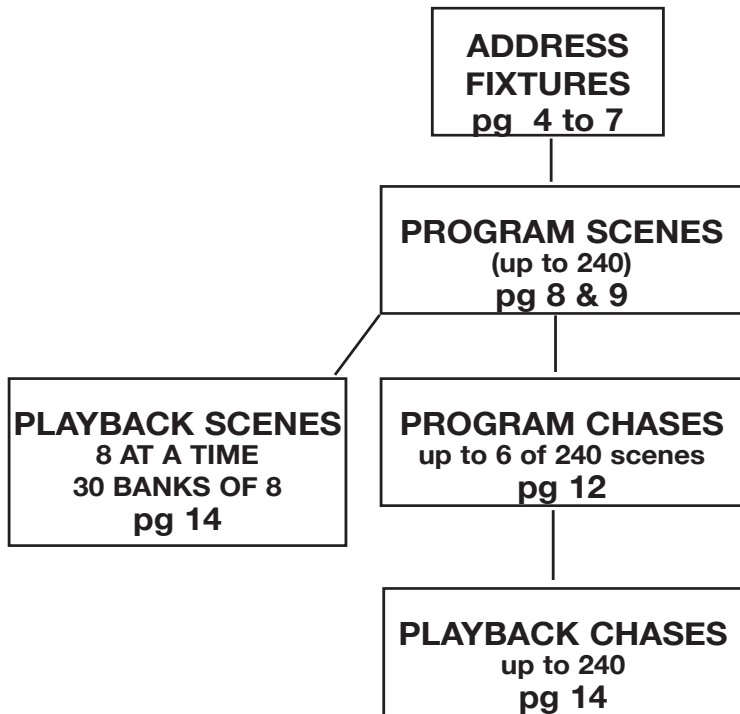 ADDRESS
FIXTURES
pg 4 to 7
PROGRAM SCENES
(up to 240)
pg 8 & 9
PLAYBACK SCENES
8 AT A TIME
30 BANKS OF 8
pg 14
PROGRAM CHASES
up to 6 of 240 scenes
pg 12
PLAYBACK CHASES
up to 240
pg 14